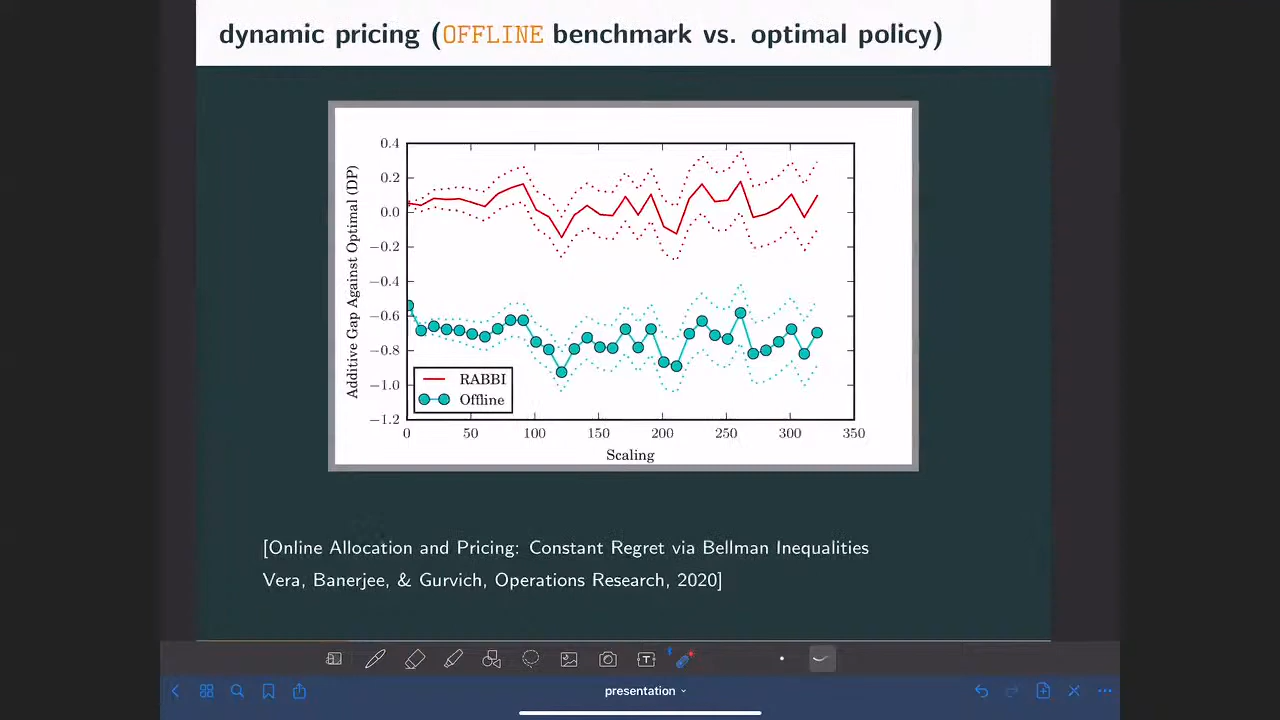 dynamic pricing (OFFLINE benchmark vs. optimal policy)
Additive Gap Against Optimal (DP)
0.4
0.2
0.0
−0.2
−0.4
−0.6
−0.8
−1.0
−1.2
RABBI
Offline
0 50 100 150 200 250 300 350
Scaling
[Online Allocation and Pricing: Constant Regret via Bellman Inequalities
Vera, Banerjee, & Gurvich, Operations Research, 2020]
T
presentation